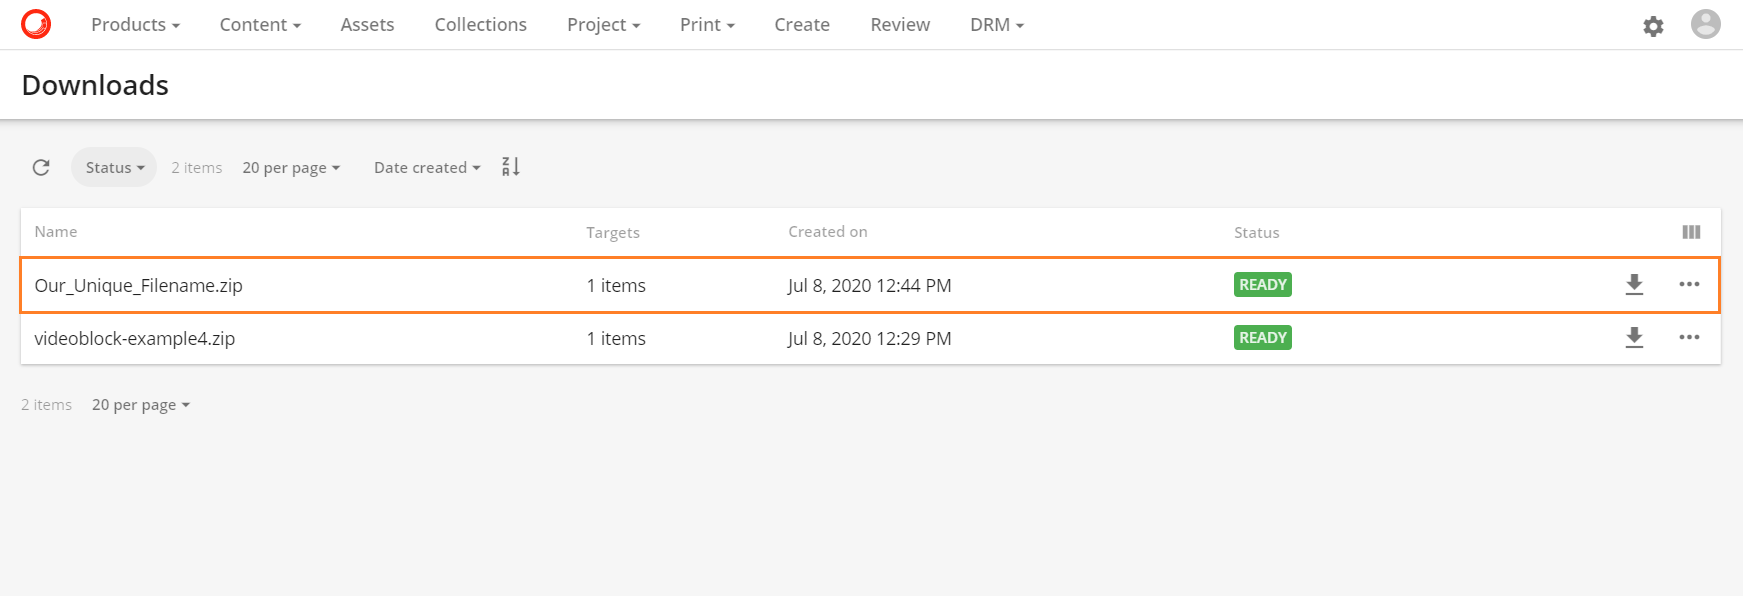 Products Content Assets Collections Project Print Create Review DRM
Downloads
Status 2 items 20 per page Date created ZA
Name Targets Created on Status
Our_Unique_Filename.zip 1 items Jul 8, 2020 12:44 PM READY
videoblock-example4.zip 1 items Jul 8, 2020 12:29 PM READY
2 items 20 per page